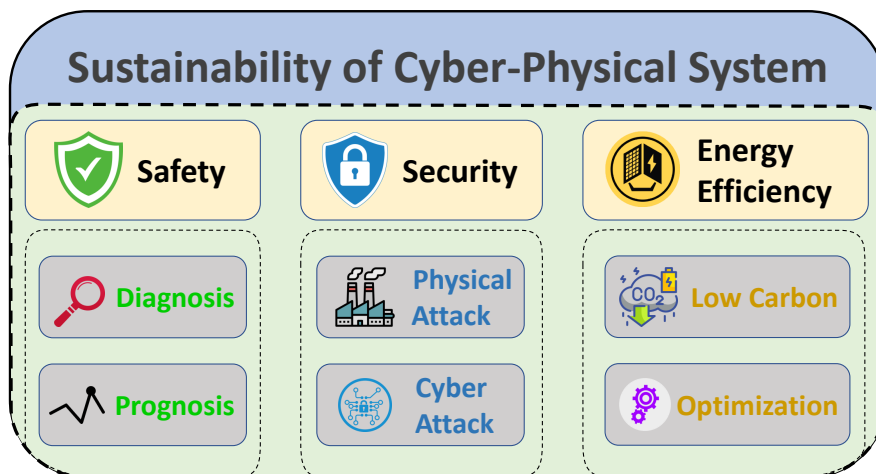 Sustainability of Cyber-Physical System
Safety
Security
Energy
Efficiency
Diagnosis
Prognosis
Physical
Attack
Cyber
Attack
CO2
Low Carbon
Optimization